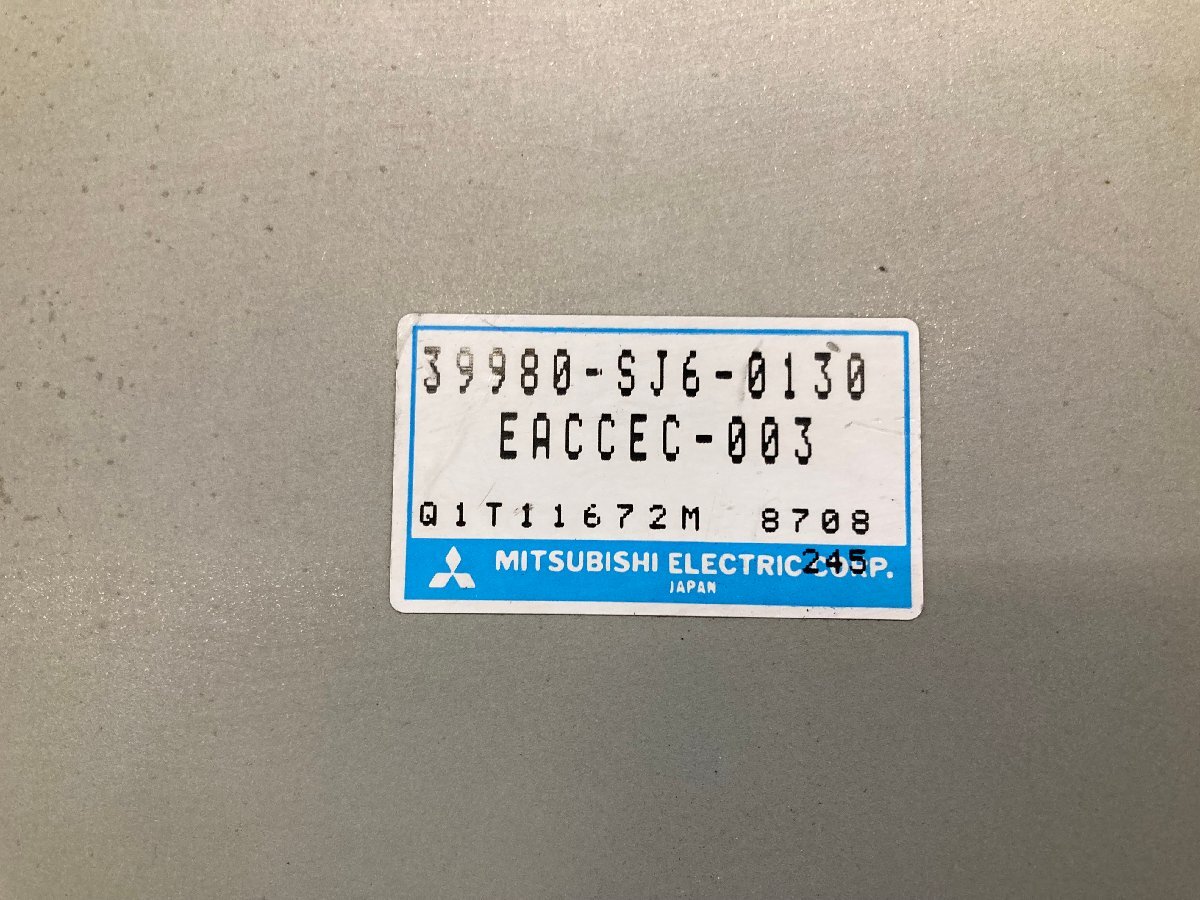 39980-SJ6-0130
EACCEC-003
Q1T11672M 8708
245
MITSUBISHI ELECTRIC CORP.
JAPAN